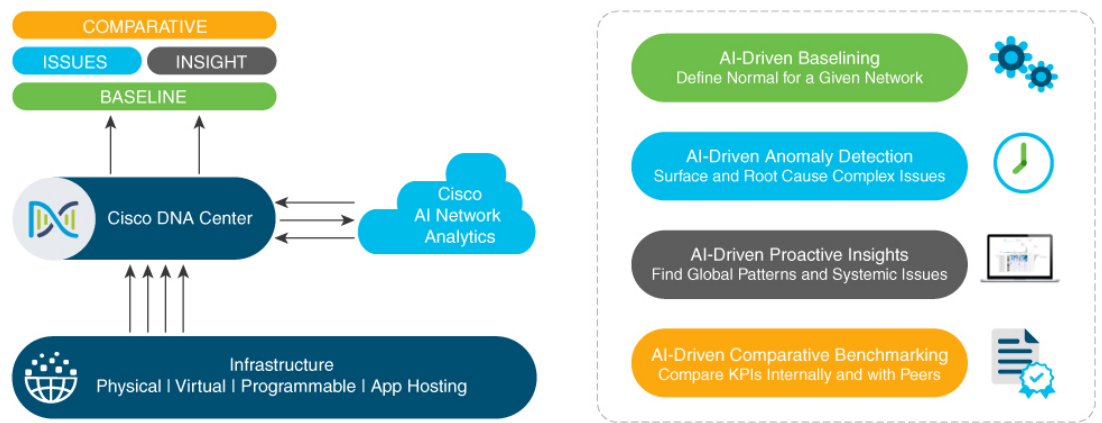 COMPARATIVE
ISSUES
INSIGHT
BASELINE
Cisco DNA Center
Cisco
AI Network
Analytics
Infrastructure
Physical | Virtual | Programmable | App Hosting
AI-Driven Baselining
Define Normal for a Given Network
AI-Driven Anomaly Detection
Surface and Root Cause Complex Issues
AI-Driven Proactive Insights
Find Global Patterns and Systemic Issues
AI-Driven Comparative Benchmarking
Compare KPIs Internally and with Peers